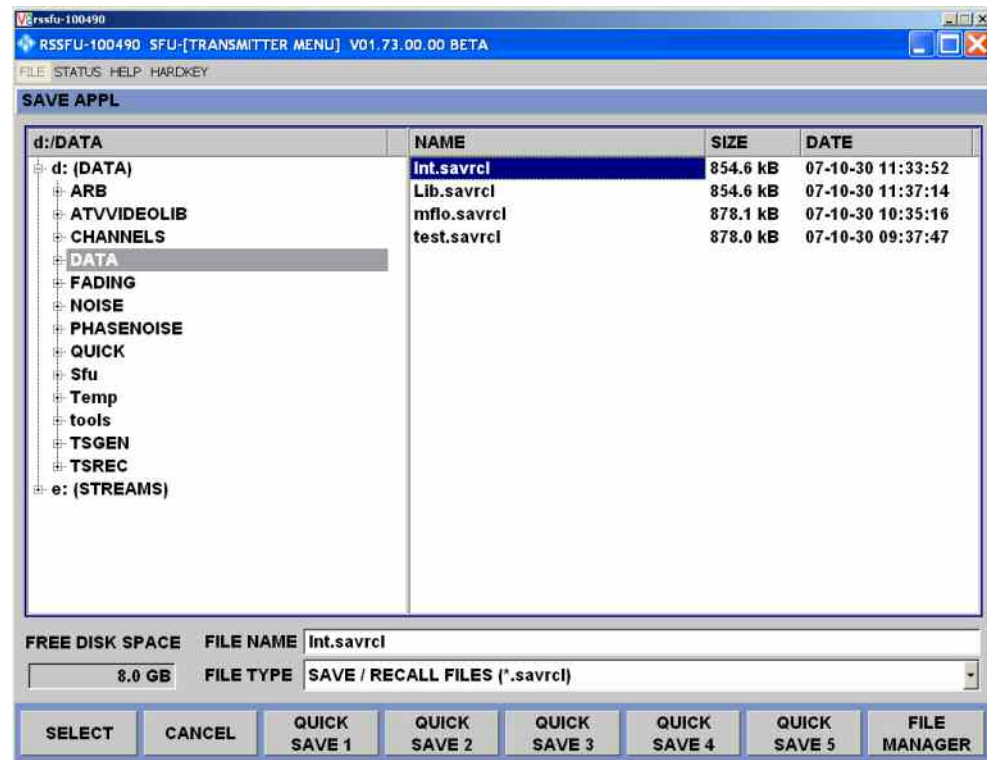 rssfu-100490
RSSFU-100490 SFU-[TRANSMITTER MENU] V01.73.00.00 BETA
FILE STATUS HELP HARDKEY
SAVE APPL
d:/DATA
d: (DATA)
ARB
ATVVIDEOLIB
CHANNELS
DATA
FADING
NOISE
PHASENOISE
QUICK
Sfu
Temp
tools
TSGEN
TSREC
e: (STREAMS)
NAME SIZE DATE
Int.savrcl 854.6 kB 07-10-30 11:33:52
Lib.savrcl 854.6 kB 07-10-30 11:37:14
mflo.savrcl 878.1 kB 07-10-30 10:35:16
test.savrcl 878.0 kB 07-10-30 09:37:47
FREE DISK SPACE
8.0 GB
FILE NAME Int.savrcl
FILE TYPE SAVE / RECALL FILES (*.savrcl)
SELECT
CANCEL
QUICK
SAVE 1
QUICK
SAVE 2
QUICK
SAVE 3
QUICK
SAVE 4
QUICK
SAVE 5
FILE
MANAGER